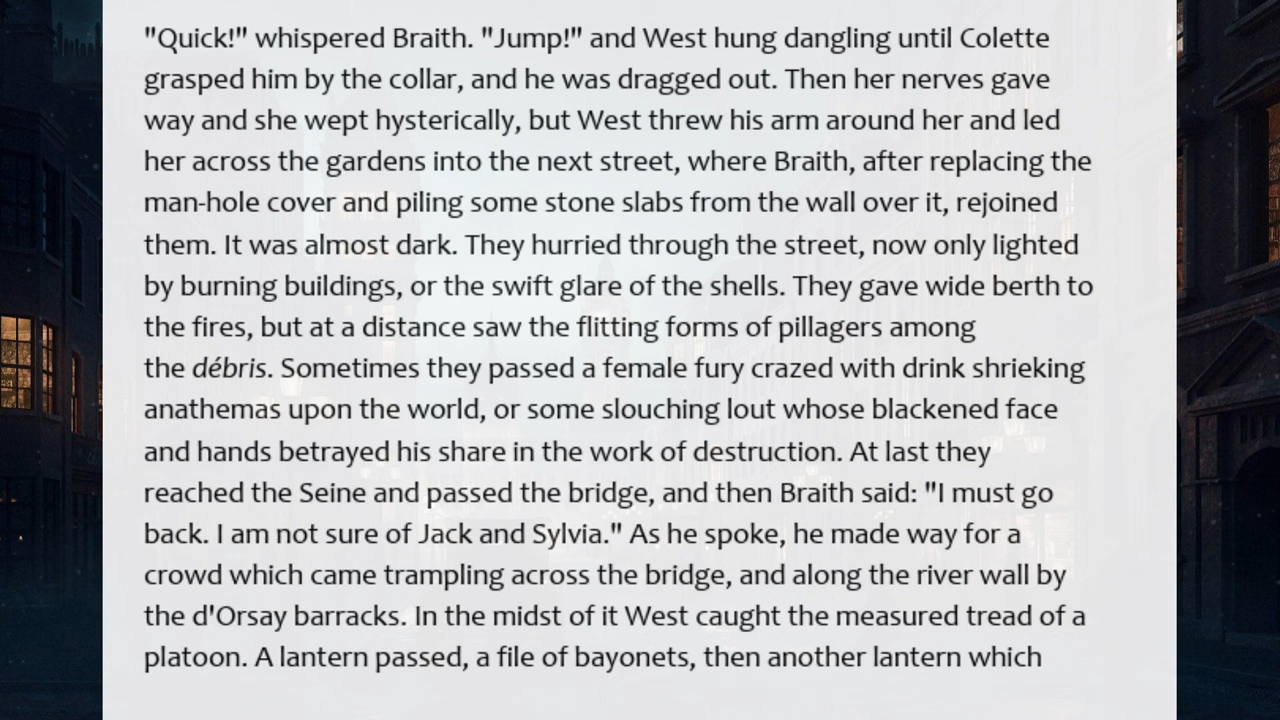 "Quick!" whispered Braith. "Jump!" and West hung dangling until Colette
grasped him by the collar, and he was dragged out. Then her nerves gave
way and she wept hysterically, but West threw his arm around her and led
her across the gardens into the next street, where Braith, after replacing the
man-hole cover and piling some stone slabs from the wall over it, rejoined
them. It was almost dark. They hurried through the street, now only lighted
by burning buildings, or the swift glare of the shells. They gave wide berth to
the fires, but at a distance saw the flitting forms of pillagers among
the débris. Sometimes they passed a female fury crazed with drink shrieking
anathemas upon the world, or some slouching lout whose blackened face
and hands betrayed his share in the work of destruction. At last they
reached the Seine and passed the bridge, and then Braith said: "I must go
back. I am not sure of Jack and Sylvia." As he spoke, he made way for a
crowd which came trampling across the bridge, and along the river wall by
the d'Orsay barracks. In the midst of it West caught the measured tread of a
platoon. A lantern passed, a file of bayonets, then another lantern which